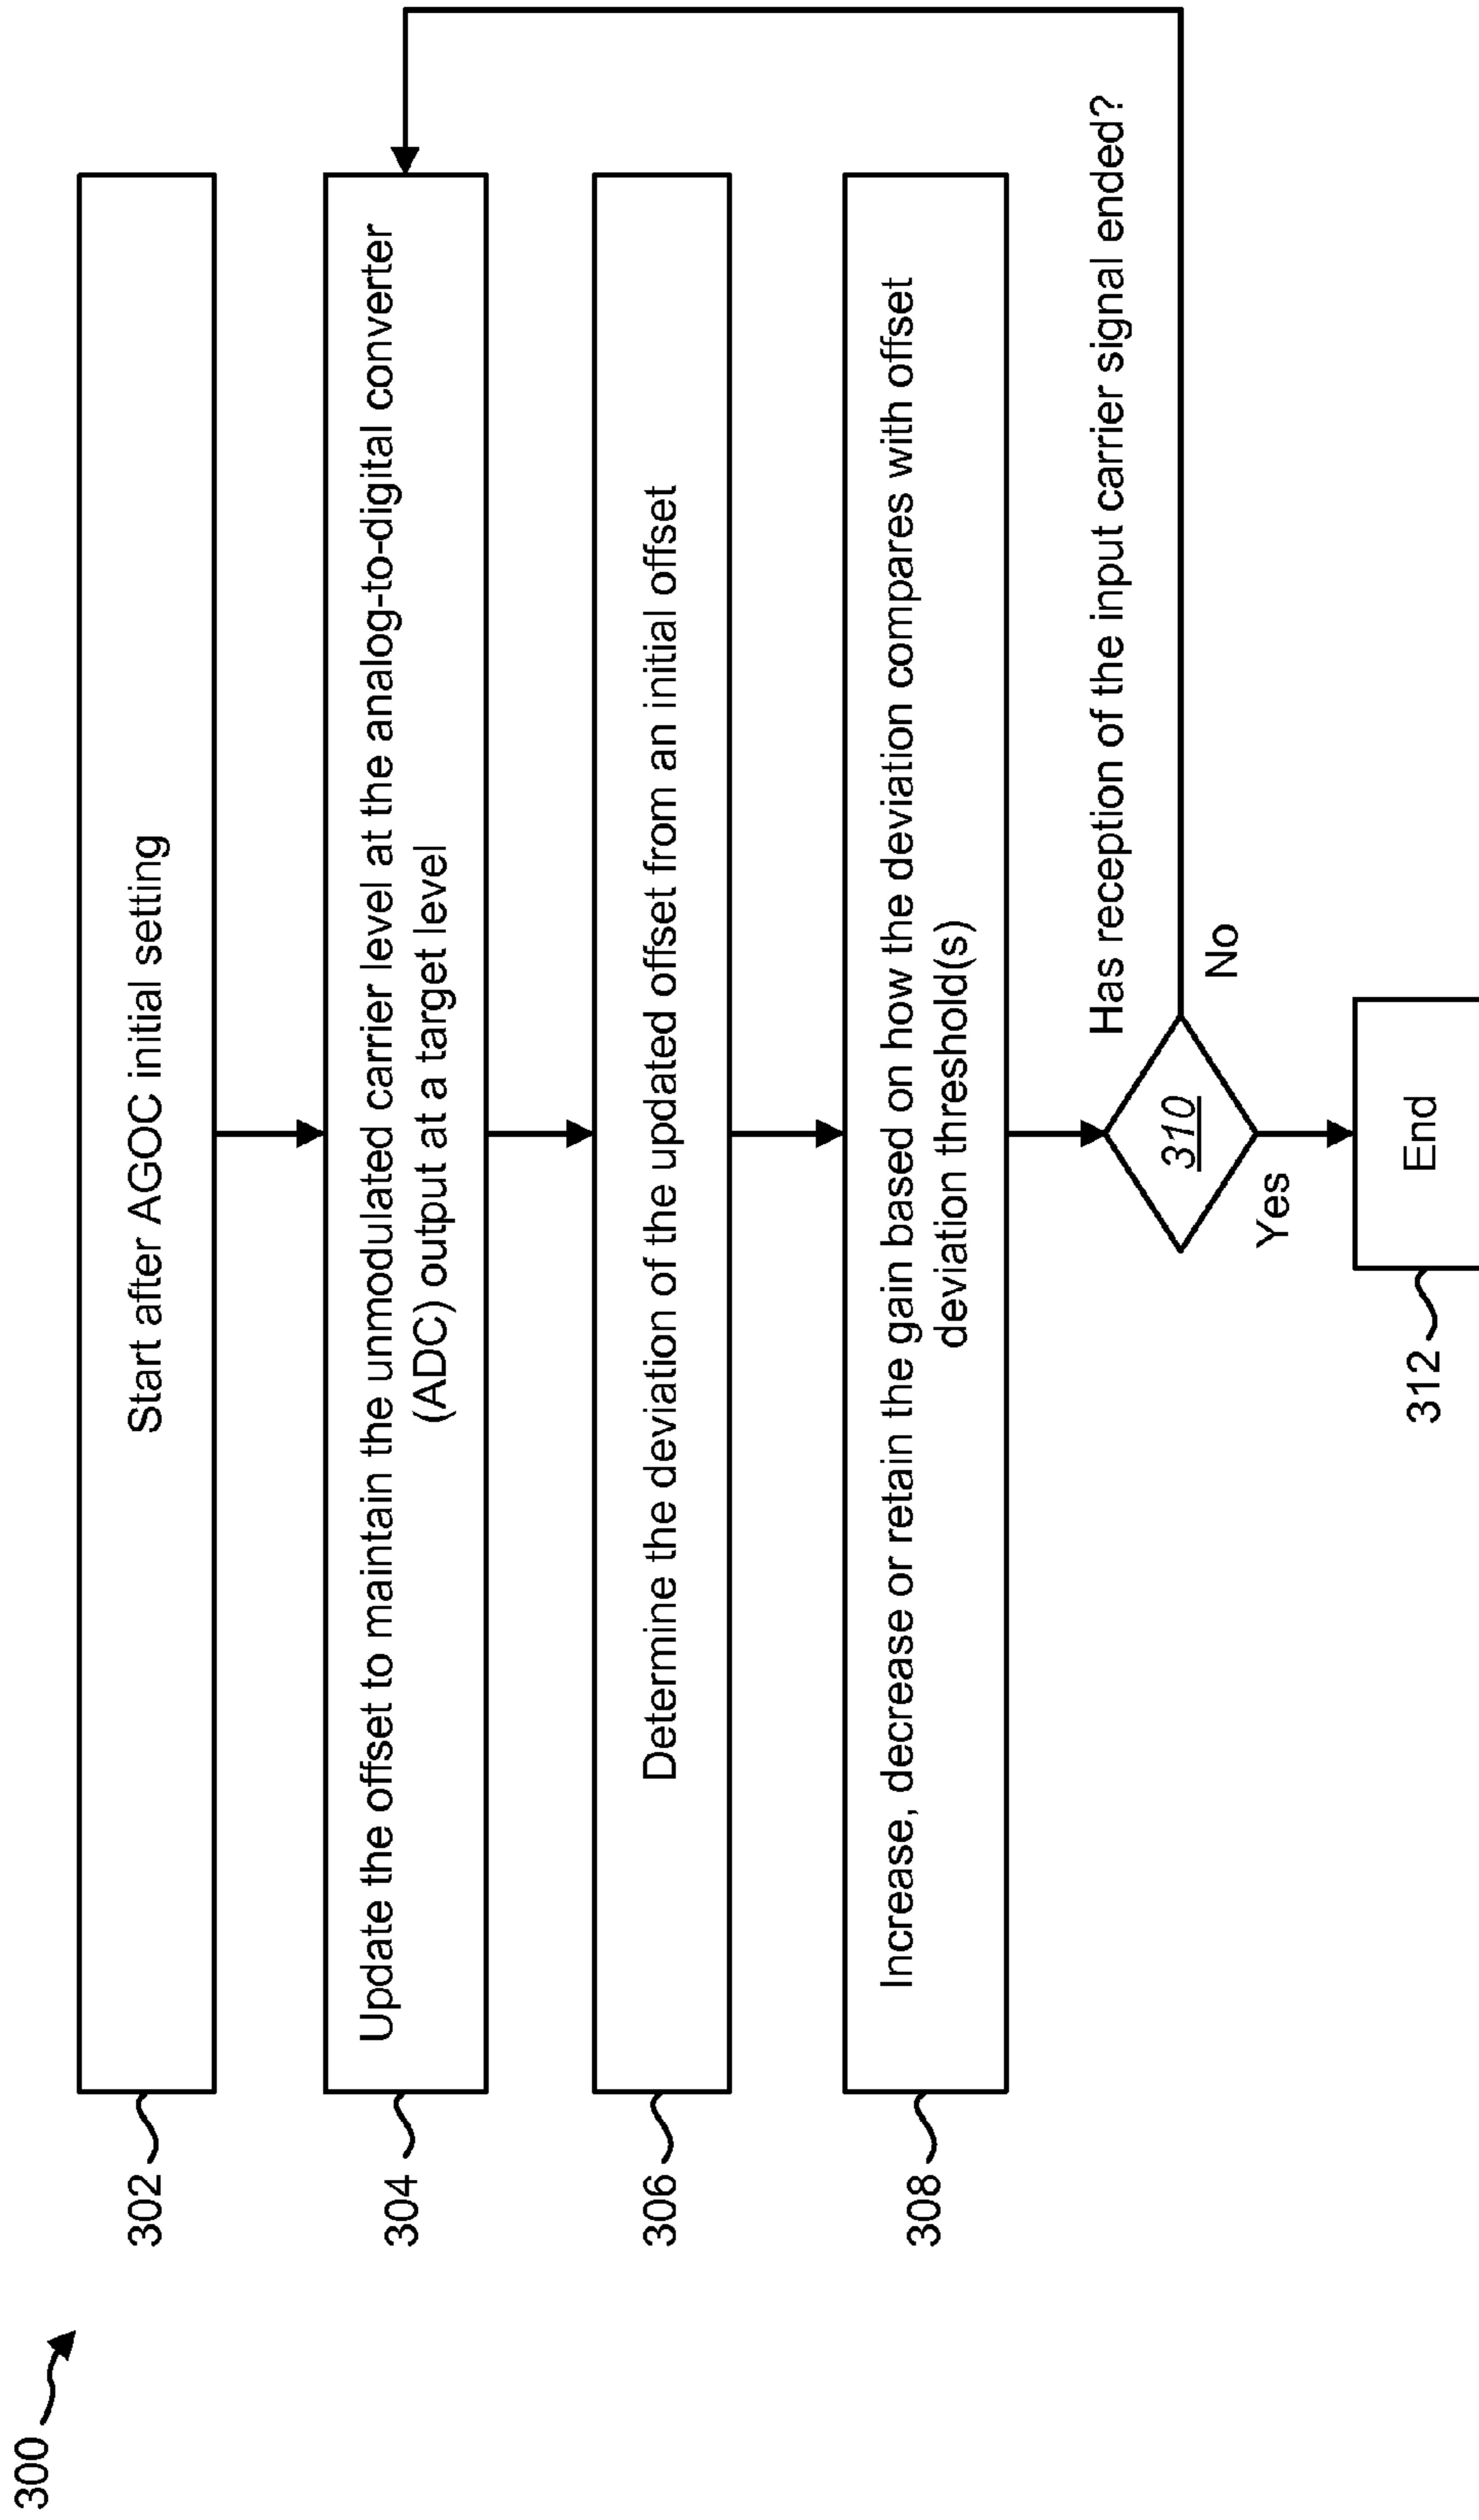 300
302
Start after AGOC initial setting
304
Update the offset to maintain the unmodulated carrier level at the analog-to-digital converter
(ADC) output at a target level
306
Determine the deviation of the updated offset from an initial offset
308
Increase, decrease or retain the gain based on how the deviation compares with offset
deviation threshold(s)
Has reception of the input carrier signal ended?
310
No
Yes
312
End